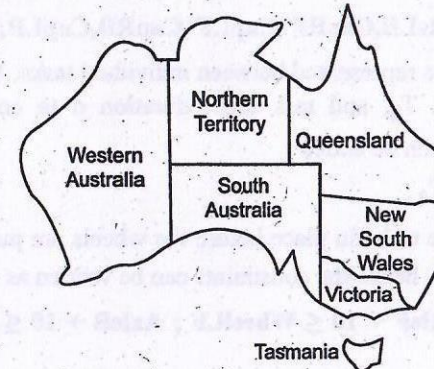 Northern
Territory
Queensland
Western
Australia
South
Australia
New
South
Wales
Victoria
Tasmania